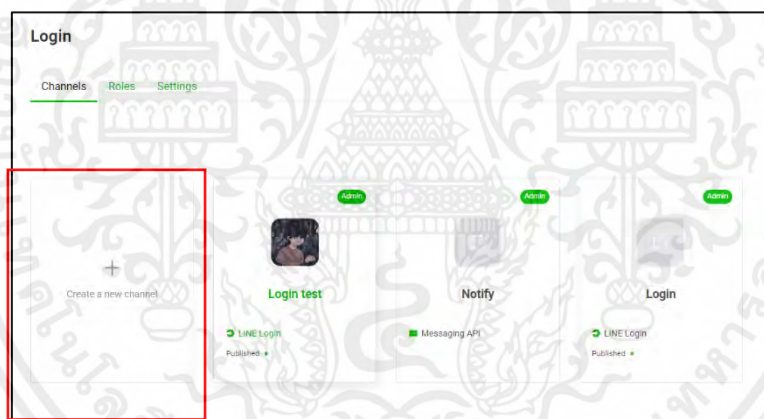 Login
Channels Roles Settings
Admin Admin Admin
+
Create a new channel
Login test Notify Login
LINE Login Messaging API LINE Login
Published Published